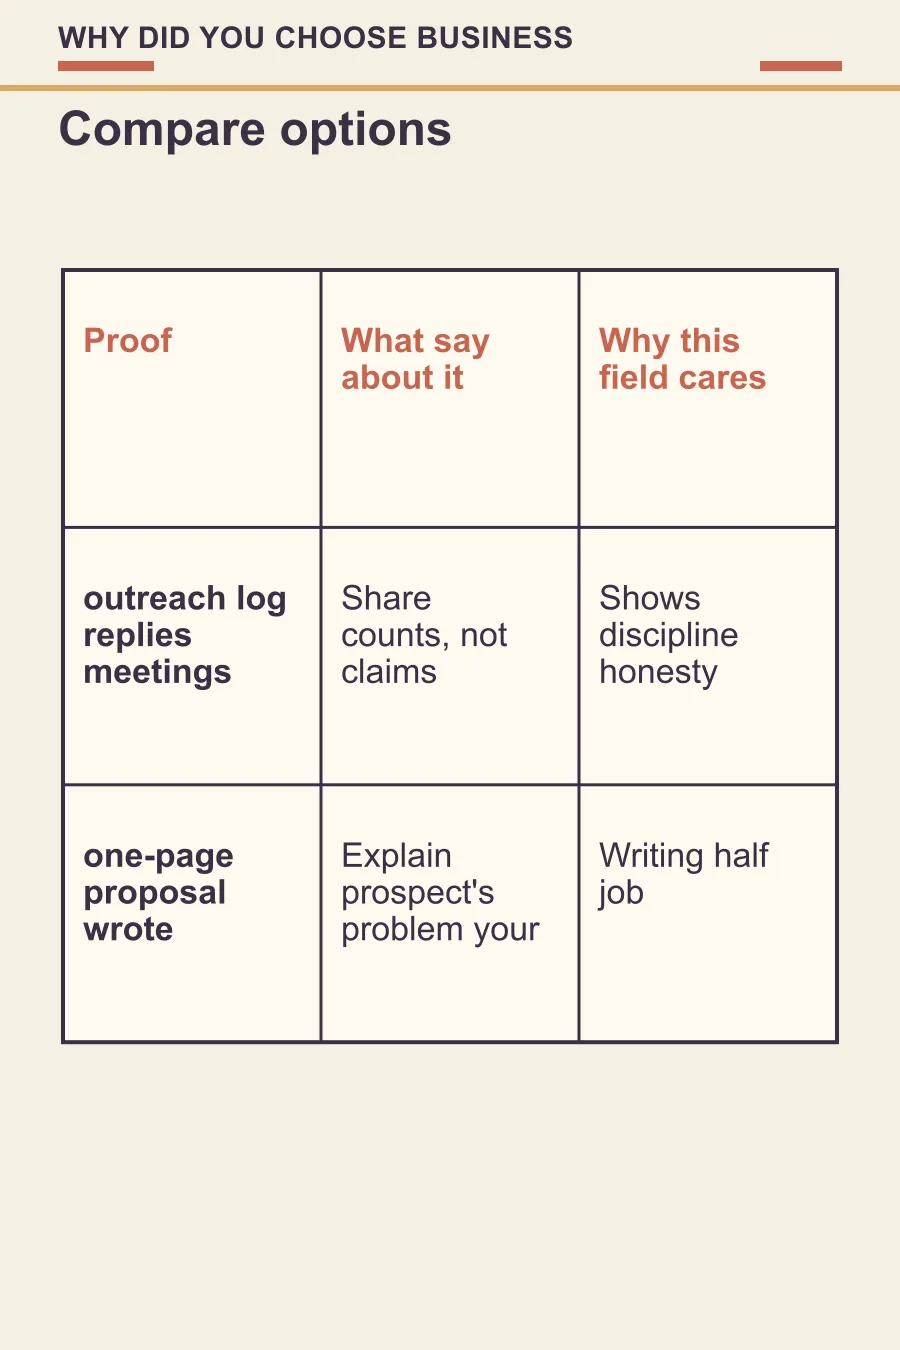 WHY DID YOU CHOOSE BUSINESS
Compare options
Proof
What say
about it
Why this
field cares
outreach log
replies
meetings
Share
counts, not
claims
Shows
discipline
honesty
one-page
proposal
wrote
Explain
prospect's
problem your
Writing half
job